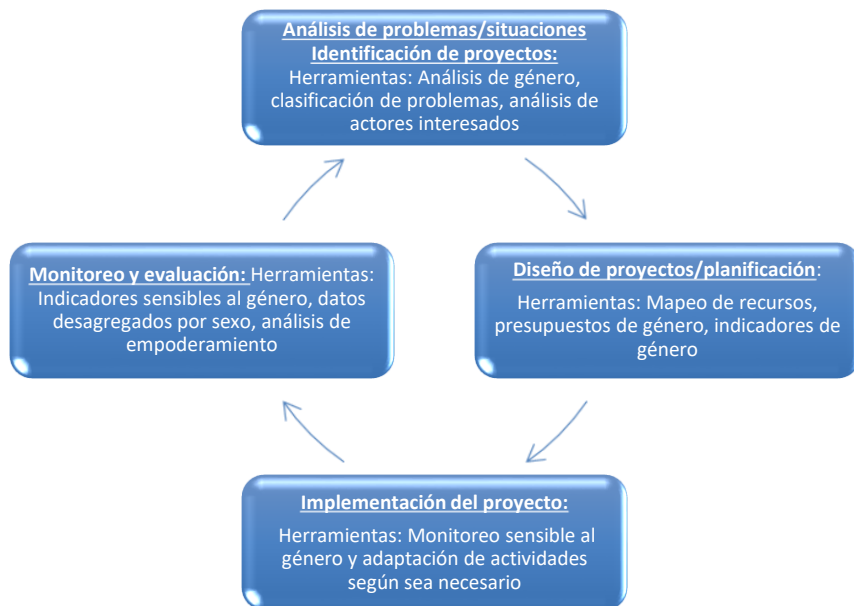 Análisis de problemas/situaciones
Identificación de proyectos:
Herramientas: Análisis de género,
clasificación de problemas, análisis de
actores interesados
Monitoreo y evaluación: Herramientas:
Indicadores sensibles al género, datos
desagregados por sexo, análisis de
empoderamiento
Diseño de proyectos/planificación:
Herramientas: Mapeo de recursos,
presupuestos de género, indicadores de
género
Implementación del proyecto:
Herramientas: Monitoreo sensible al
género y adaptación de actividades
según sea necesario